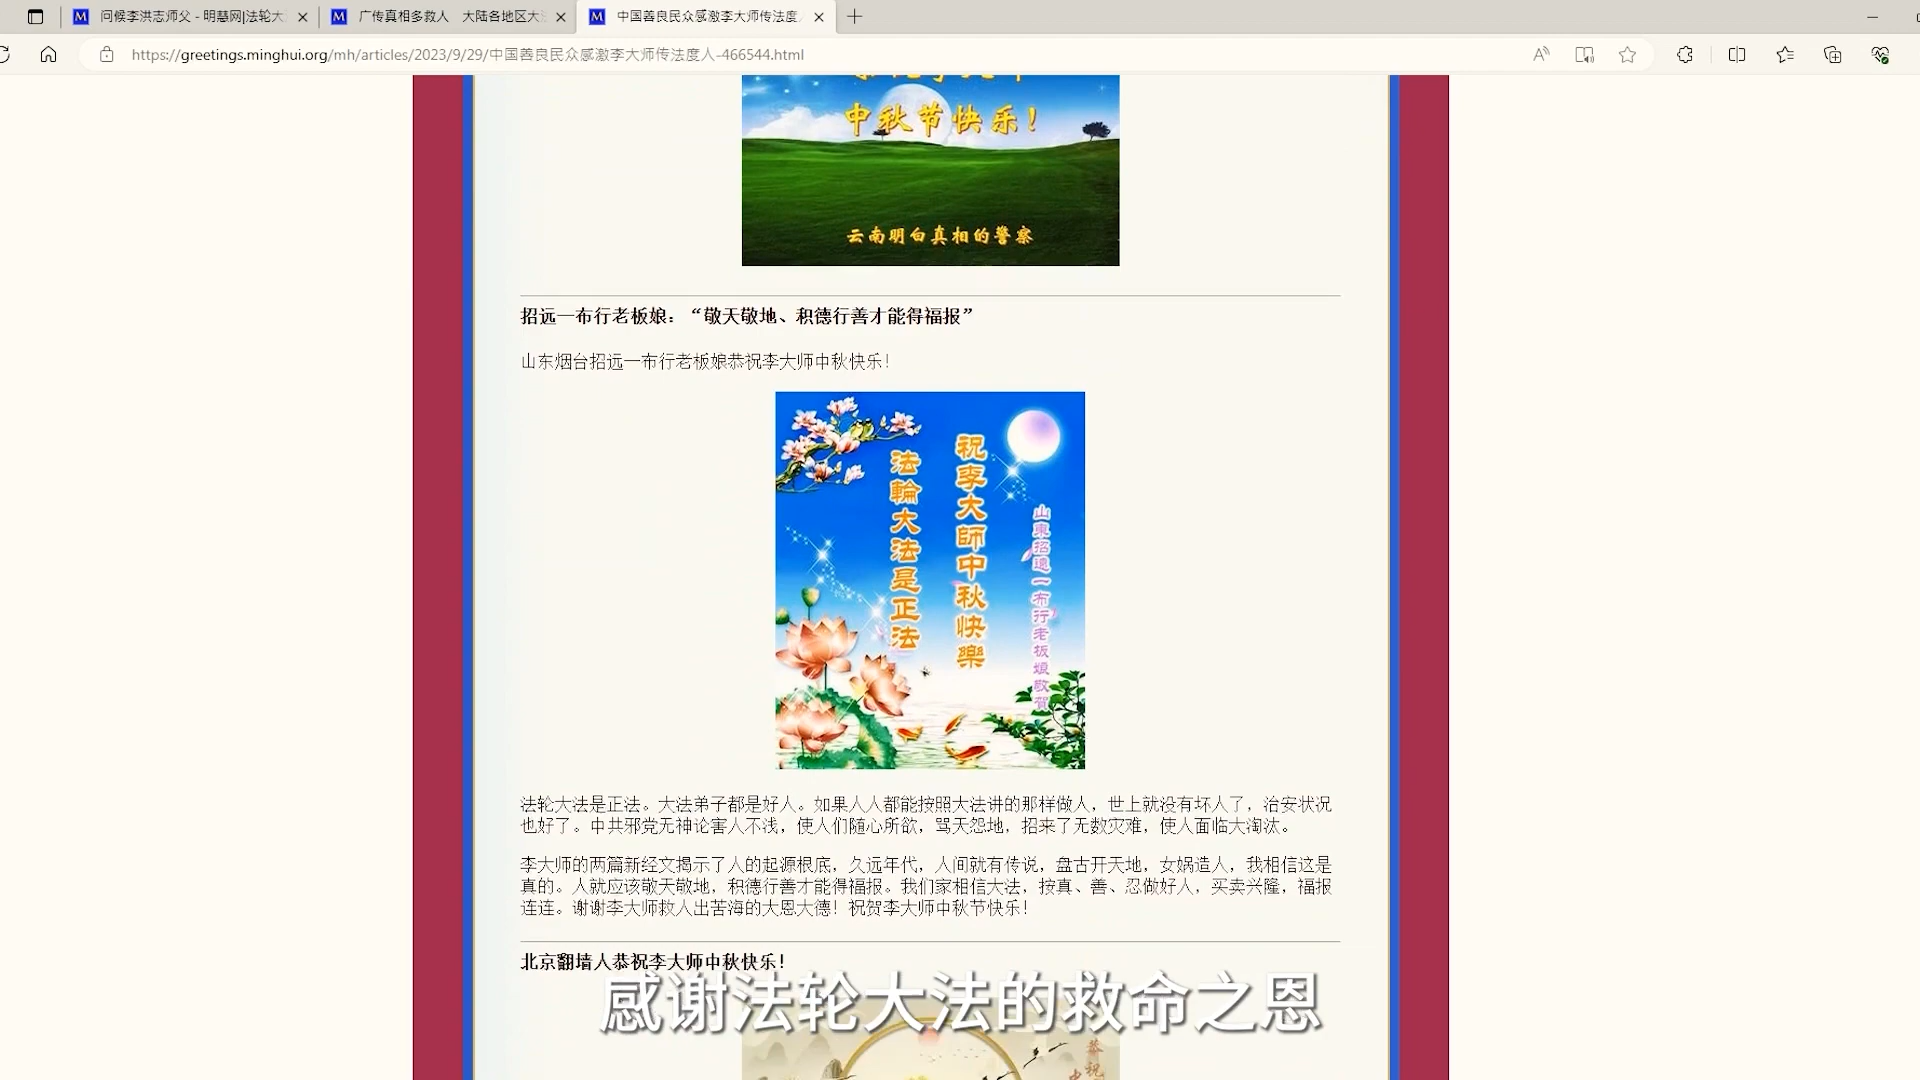 问候李洪志师父 - 明慧网|法轮大
广传真相多救人　大陆各地区大
中国善良民众感激李大师传法度
https://greetings.minghui.org/mh/articles/2023/9/29/中国善良民众感激李大师传法度人-466544.html
中秋节快乐！
云南明白真相的警察
招远一布行老板娘：“敬天敬地、积德行善才能得福报”
山东烟台招远一布行老板娘恭祝李大师中秋快乐！
山東招遠一布行老板娘敬賀
祝李大師中秋快樂
法輪大法是正法
法轮大法是正法。大法弟子都是好人。如果人人都能按照大法讲的那样做人，世上就没有坏人了，治安状况
也好了。中共邪党无神论害人不浅，使人们随心所欲，骂天怨地，招来了无数灾难，使人面临大淘汰。
李大师的两篇新经文揭示了人的起源根底，久远年代，人间就有传说，盘古开天地，女娲造人，我相信这是
真的。人就应该敬天敬地，积德行善才能得福报。我们家相信大法，按真、善、忍做好人，买卖兴隆，福报
连连。谢谢李大师救人出苦海的大恩大德！祝贺李大师中秋节快乐！
北京翻墙人恭祝李大师中秋快乐！
感谢法轮大法的救命之恩
恭祝